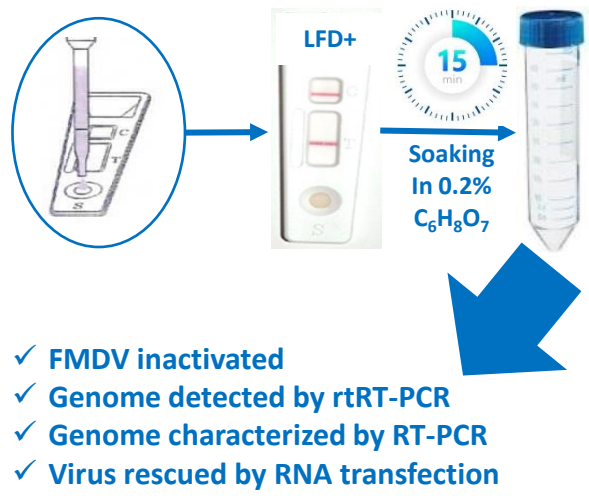 LFD+
15
min
C
T
S
C
T
S
Soaking
In 0.2%
C₆H₈O₇
✓ FMDV inactivated
✓ Genome detected by rtRT-PCR
✓ Genome characterized by RT-PCR
✓ Virus rescued by RNA transfection